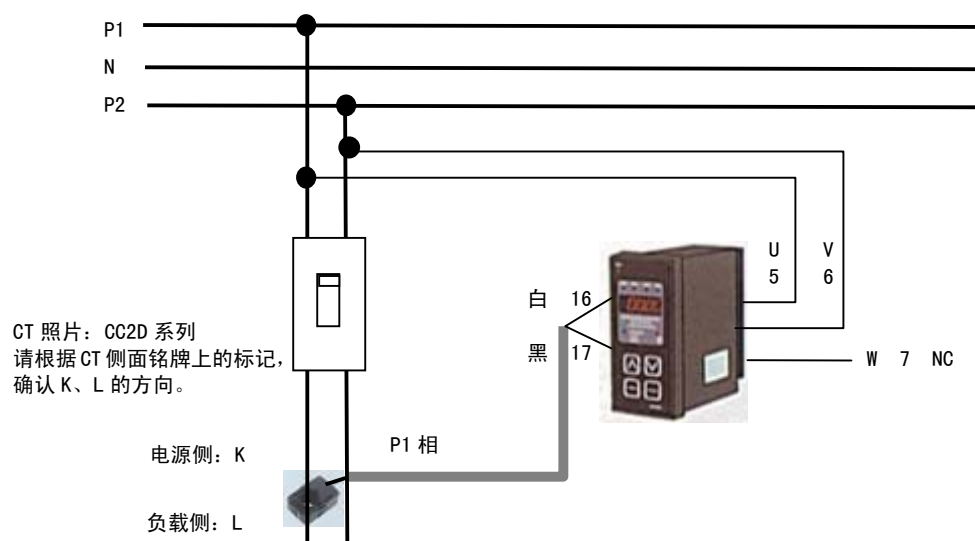 P1
N
P2
U V
5 6
白 16
黑 17
W 7 NC
CT 照片：CC2D 系列
请根据 CT 侧面铭牌上的标记，
确认 K、L 的方向。
P1 相
电源侧：K
负载侧：L